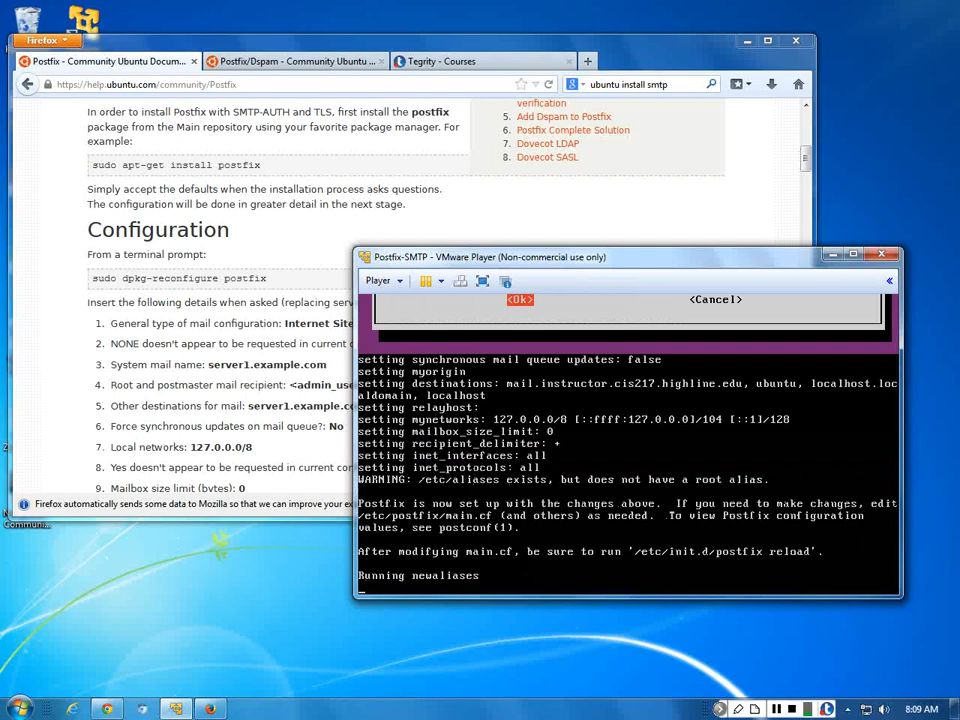 Firefox
Postfix - Community Ubuntu Docum...
Postfix/Dspam - Community Ubuntu ...
Tegrity - Courses
https://help.ubuntu.com/community/Postfix
ubuntu install smtp
In order to install Postfix with SMTP-AUTH and TLS, first install the postfix
package from the Main repository using your favorite package manager. For
example:
sudo apt-get install postfix
Simply accept the defaults when the installation process asks questions.
The configuration will be done in greater detail in the next stage.
verification
5. Add Dspam to Postfix
6. Postfix Complete Solution
7. Dovecot LDAP
8. Dovecot SASL
Configuration
From a terminal prompt:
sudo dpkg-reconfigure postfix
Insert the following details when asked (replacing serv
1. General type of mail configuration: Internet Site
2. NONE doesn't appear to be requested in current c
3. System mail name: server1.example.com
4. Root and postmaster mail recipient: <admin_use
5. Other destinations for mail: server1.example.co
6. Force synchronous updates on mail queue?: No
7. Local networks: 127.0.0.0/8
8. Yes doesn't appear to be requested in current con
9. Mailbox size limit (bytes): 0
Firefox automatically sends some data to Mozilla so that we can improve your ex
Communi...
Postfix-SMTP - VMware Player (Non-commercial use only)
Player
<Ok>
<Cancel>
setting synchronous mail queue updates: false
setting myorigin
setting destinations: mail.instructor.cis217.highline.edu, ubuntu, localhost.loc
aldomain, localhost
setting relayhost:
setting mynetworks: 127.0.0.0/8 [::ffff:127.0.0.0]/104 [::1]/128
setting mailbox_size_limit: 0
setting recipient_delimiter: +
setting inet_interfaces: all
setting inet_protocols: all
WARNING: /etc/aliases exists, but does not have a root alias.
Postfix is now set up with the changes above.  If you need to make changes, edit
/etc/postfix/main.cf (and others) as needed.  To view Postfix configuration
values, see postconf(1).
After modifying main.cf, be sure to run '/etc/init.d/postfix reload'.
Running newaliases
8:09 AM